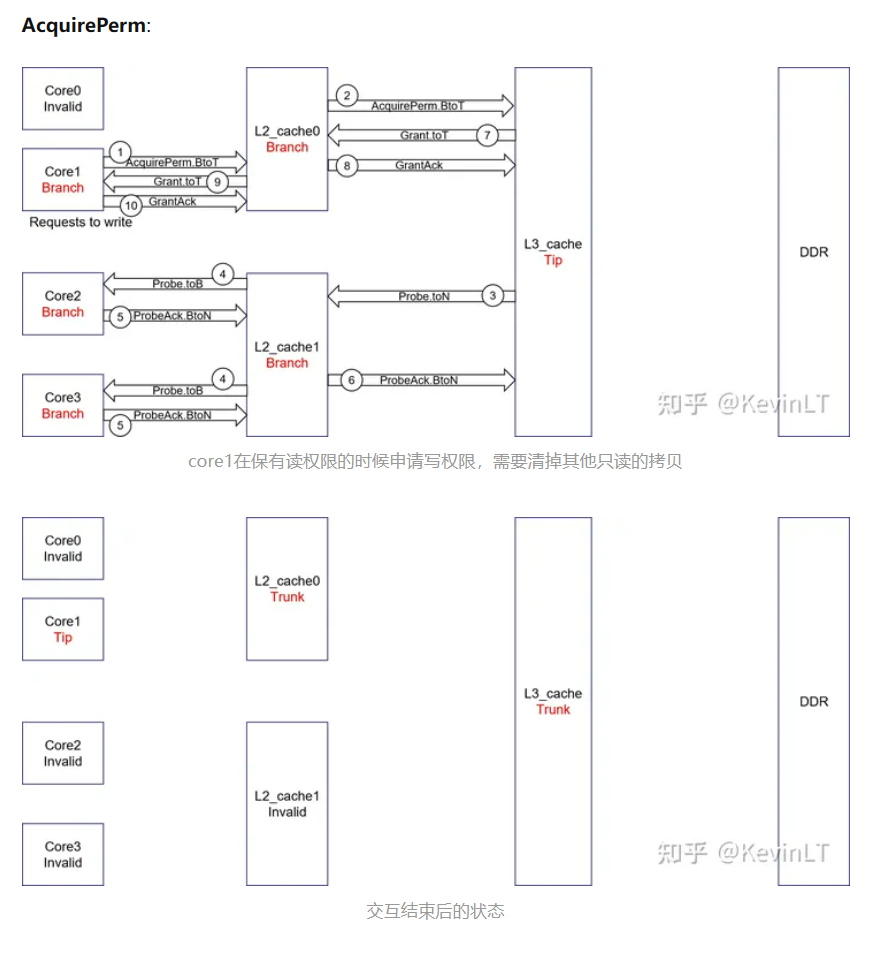 AcquirePerm:
Core0
Invalid
Core1
Branch
Requests to write
1
AcquirePerm.BtoT
Grant.toT
9
10
GrantAck
L2_cache0
Branch
2
AcquirePerm.BtoT
Grant.toT
7
8
GrantAck
L3_cache
Tip
DDR
Core2
Branch
4
Probe.toB
5
ProbeAck.BtoN
Core3
Branch
4
Probe.toB
ProbeAck.BtoN
5
L2_cache1
Branch
Probe.toN
3
6
ProbeAck.BtoN
知乎 @KevinLT
core1在保有读权限的时候申请写权限，需要清掉其他只读的拷贝
Core0
Invalid
Core1
Tip
L2_cache0
Trunk
L3_cache
Trunk
DDR
Core2
Invalid
Core3
Invalid
L2_cache1
Invalid
知乎 @KevinLT
交互结束后的状态